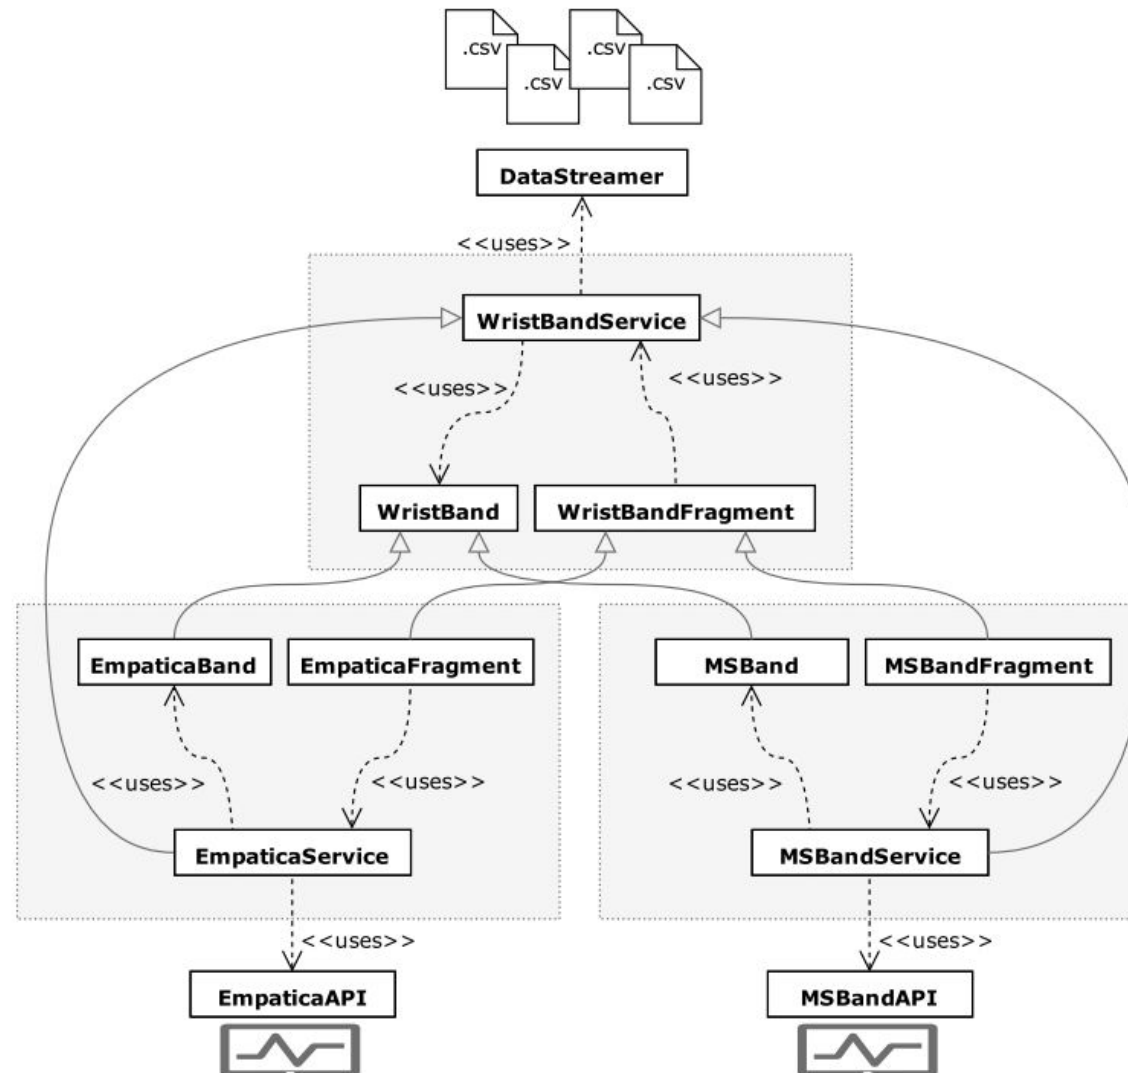 .csv
.csv
.csv
.csv
DataStreamer
<<uses>>
WristBandService
<<uses>>
<<uses>>
WristBand
WristBandFragment
EmpaticaBand
EmpaticaFragment
MSBand
MSBandFragment
<<uses>>
<<uses>>
<<uses>>
<<uses>>
EmpaticaService
MSBandService
<<uses>>
<<uses>>
EmpaticaAPI
MSBandAPI